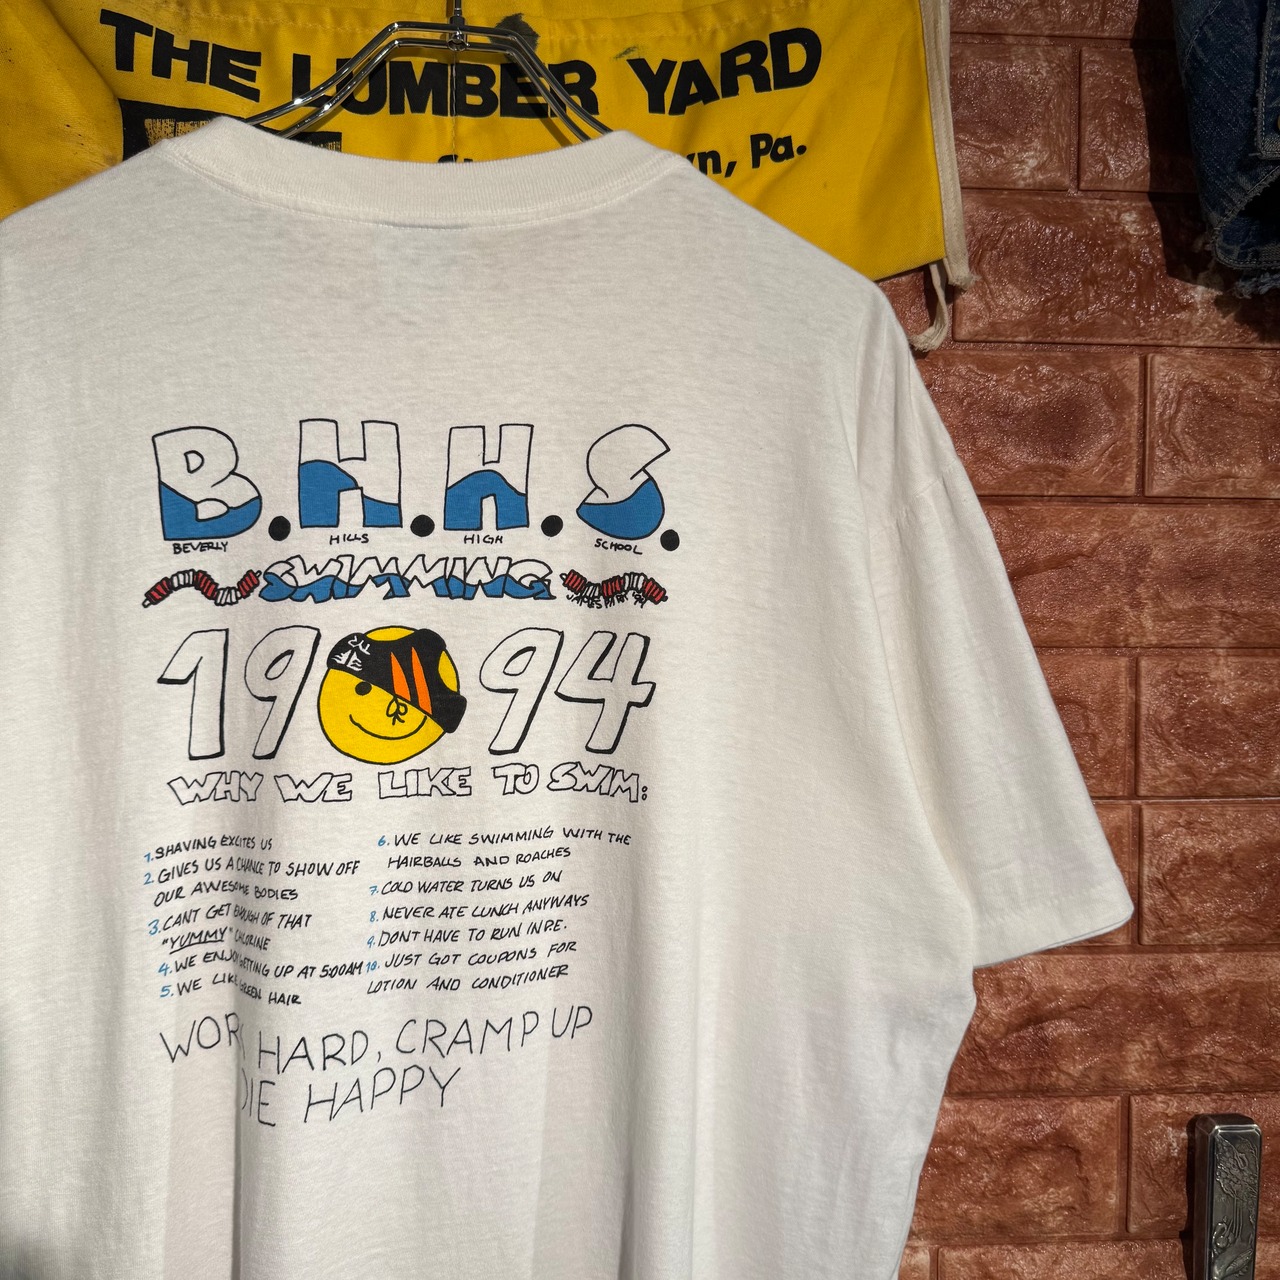 THE LUMBER YARD
n, Pa.
B.H.H.S.
BEVERLY HILLS HIGH SCHOOL
SWIMMING
JAMES PARK '94
1994
WHY WE LIKE TO SWIM:
1. SHAVING EXCITES US
2. GIVES US A CHANCE TO SHOW OFF
OUR AWESOME BODIES
3. CANT GET ENOUGH OF THAT
"YUMMY" CHLORINE
4. WE ENJOY GETTING UP AT 5:00AM
5. WE LIKE GREEN HAIR
6. WE LIKE SWIMMING WITH THE
HAIRBALLS AND ROACHES
7. COLD WATER TURNS US ON
8. NEVER ATE LUNCH ANYWAYS
9. DONT HAVE TO RUN IN P.E.
10. JUST GOT COUPONS FOR
LOTION AND CONDITIONER
WORK HARD, CRAMP UP
DIE HAPPY